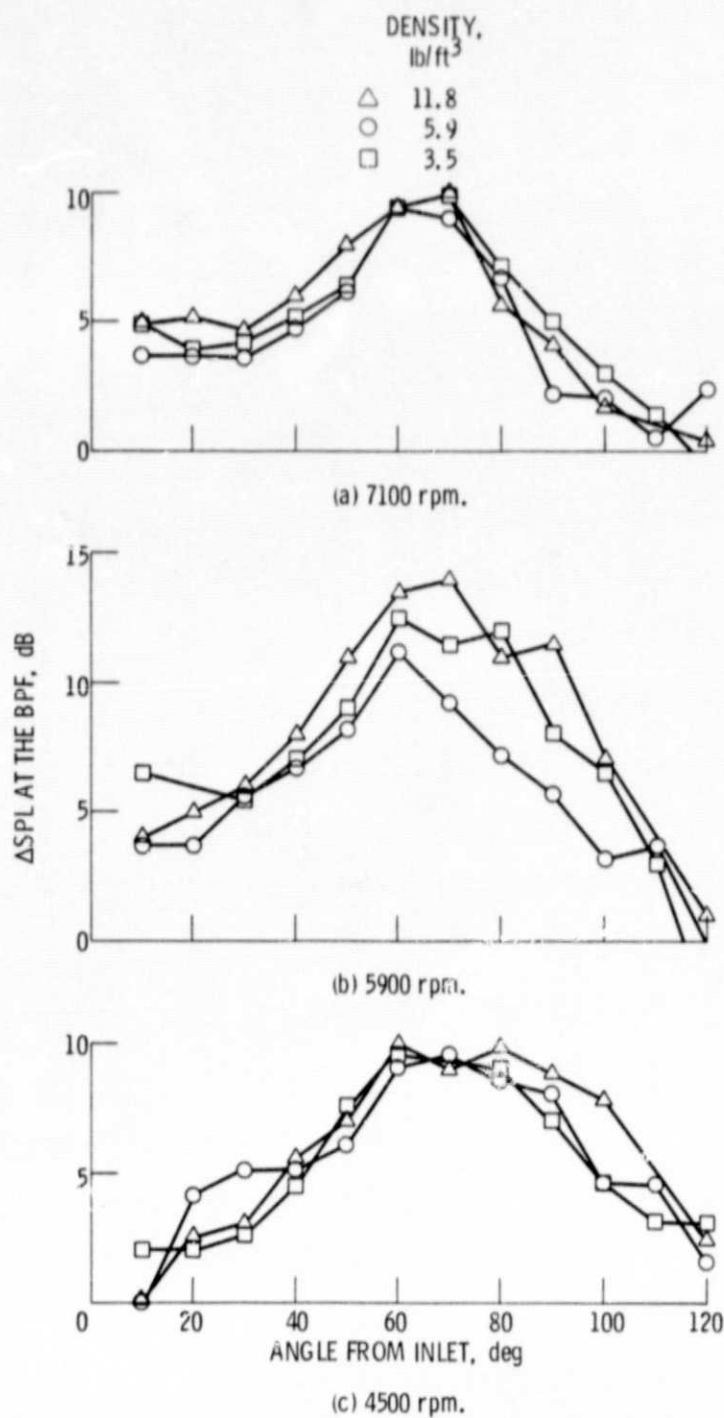 DENSITY,
lb/ft³
△ 11.8
○ 5.9
□ 3.5
10
5
0
(a) 7100 rpm.
15
10
5
0
(b) 5900 rpm.
ΔSPL AT THE BPF, dB
10
5
0 20 40 60 80 100 120
ANGLE FROM INLET, deg
(c) 4500 rpm.